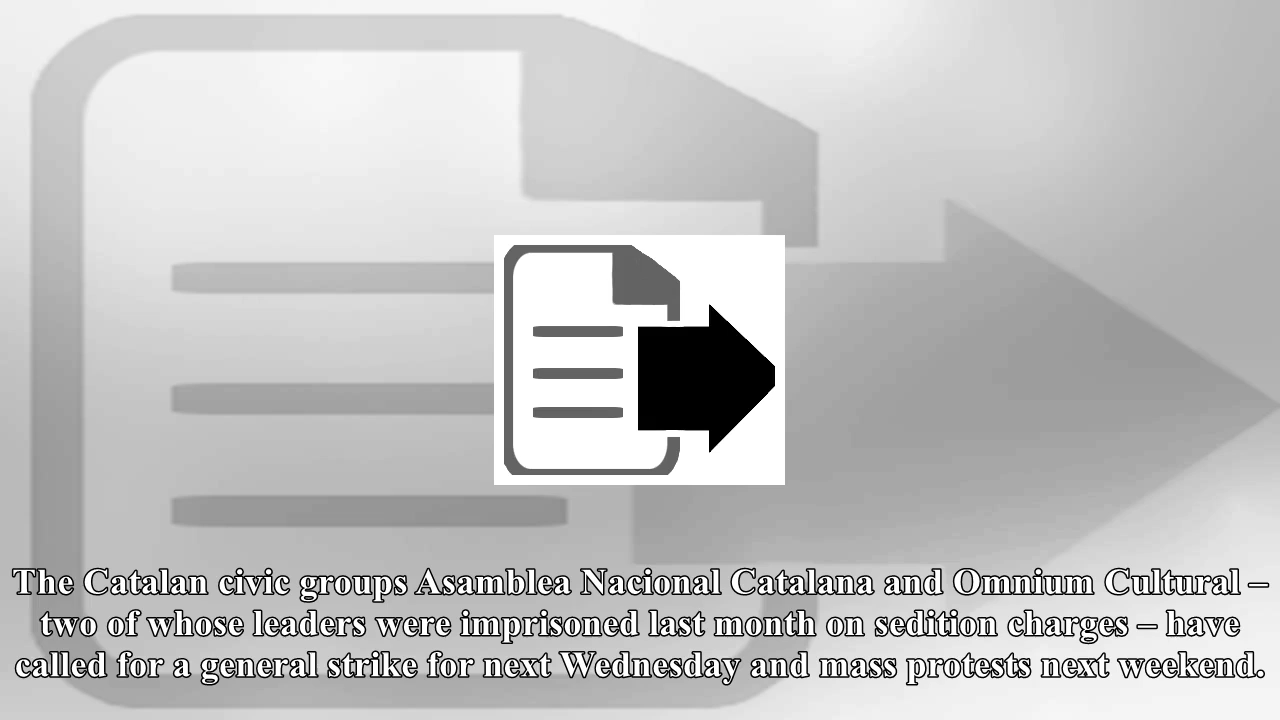 The Catalan civic groups Asamblea Nacional Catalana and Omnium Cultural –
two of whose leaders were imprisoned last month on sedition charges – have
called for a general strike for next Wednesday and mass protests next weekend.